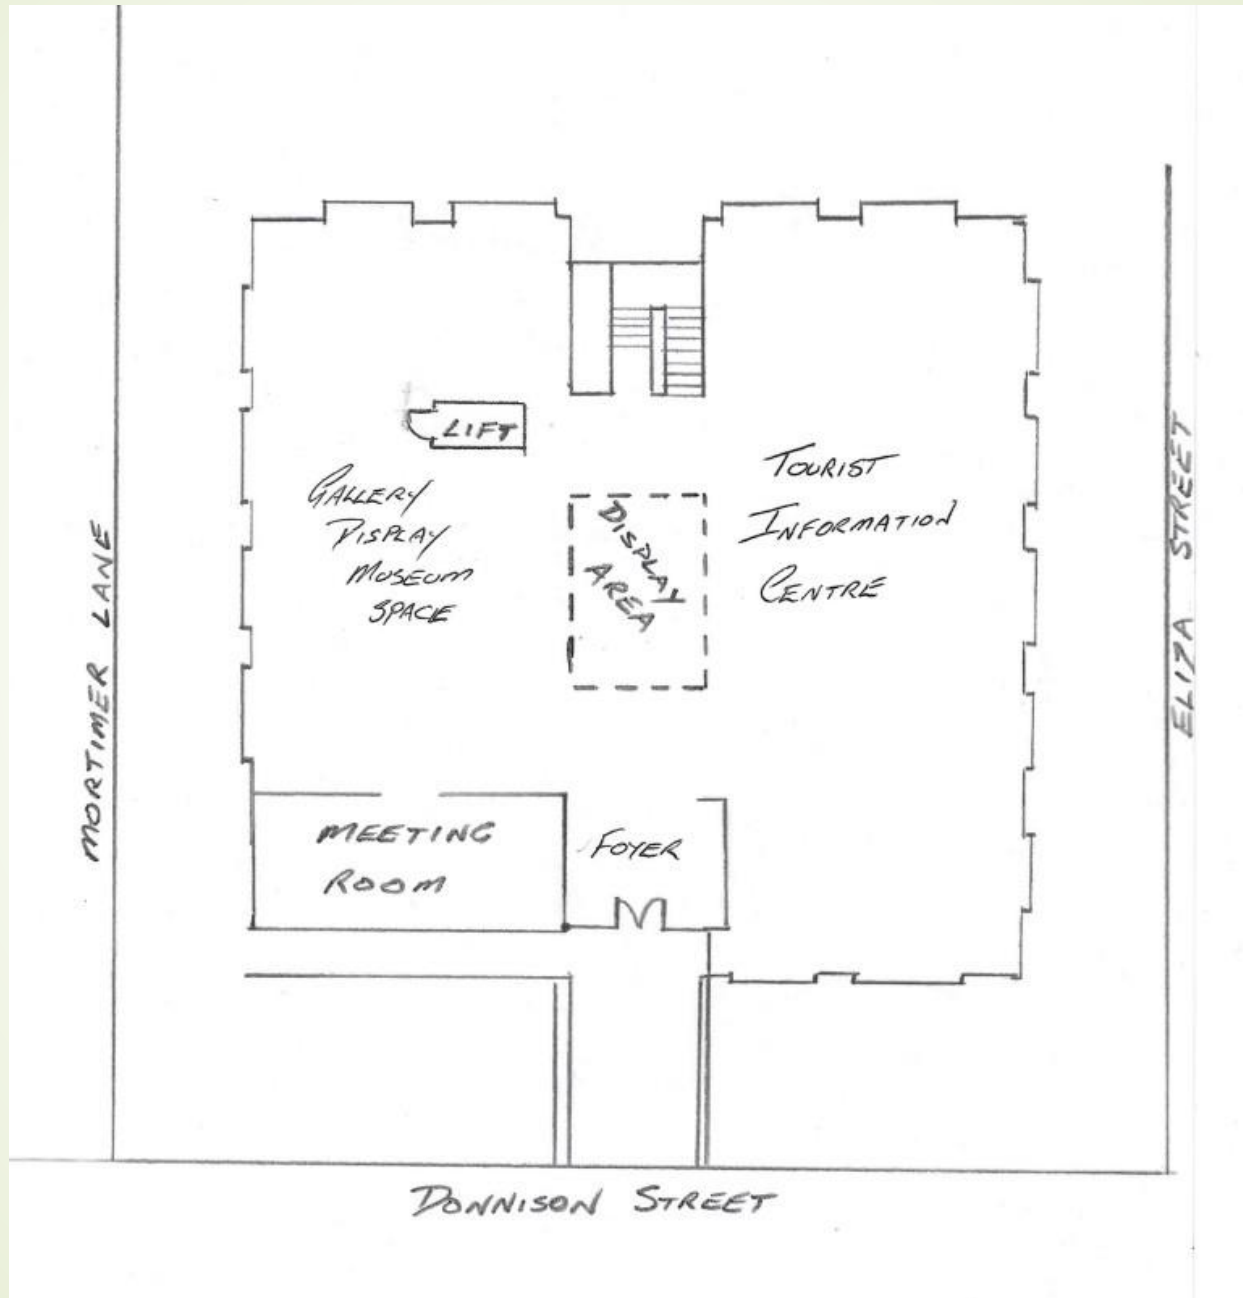 LIFT
GALLERY
DISPLAY
MUSEUM
SPACE
DISPLAY
AREA
TOURIST
INFORMATION
CENTRE
MORTIMER LANE
ELIZA STREET
MEETING
ROOM
FOYER
DONNISON STREET